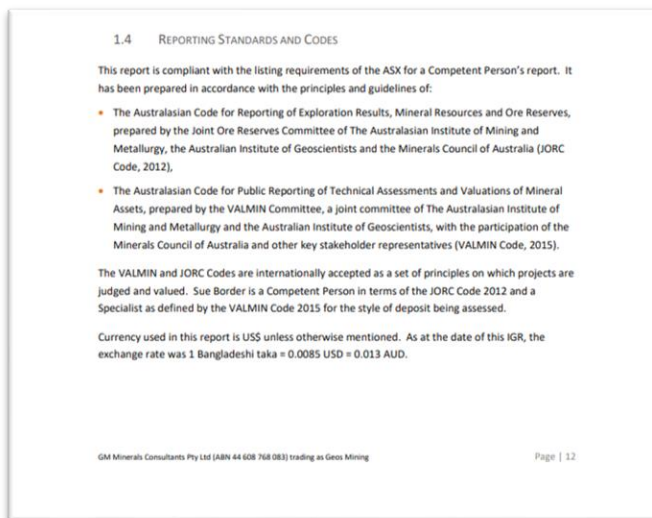 1.4 REPORTING STANDARDS AND CODES
This report is compliant with the listing requirements of the ASX for a Competent Person's report. It
has been prepared in accordance with the principles and guidelines of:
• The Australasian Code for Reporting of Exploration Results, Mineral Resources and Ore Reserves,
prepared by the Joint Ore Reserves Committee of The Australasian Institute of Mining and
Metallurgy, the Australian Institute of Geoscientists and the Minerals Council of Australia (JORC
Code, 2012),
• The Australasian Code for Public Reporting of Technical Assessments and Valuations of Mineral
Assets, prepared by the VALMIN Committee, a joint committee of The Australasian Institute of
Mining and Metallurgy and the Australian Institute of Geoscientists, with the participation of the
Minerals Council of Australia and other key stakeholder representatives (VALMIN Code, 2015).
The VALMIN and JORC Codes are internationally accepted as a set of principles on which projects are
judged and valued. Sue Border is a Competent Person in terms of the JORC Code 2012 and a
Specialist as defined by the VALMIN Code 2015 for the style of deposit being assessed.
Currency used in this report is US$ unless otherwise mentioned. As at the date of this IGR, the
exchange rate was 1 Bangladeshi taka = 0.0085 USD = 0.013 AUD.
GM Minerals Consultants Pty Ltd (ABN 44 608 768 083) trading as Geos Mining
Page | 12